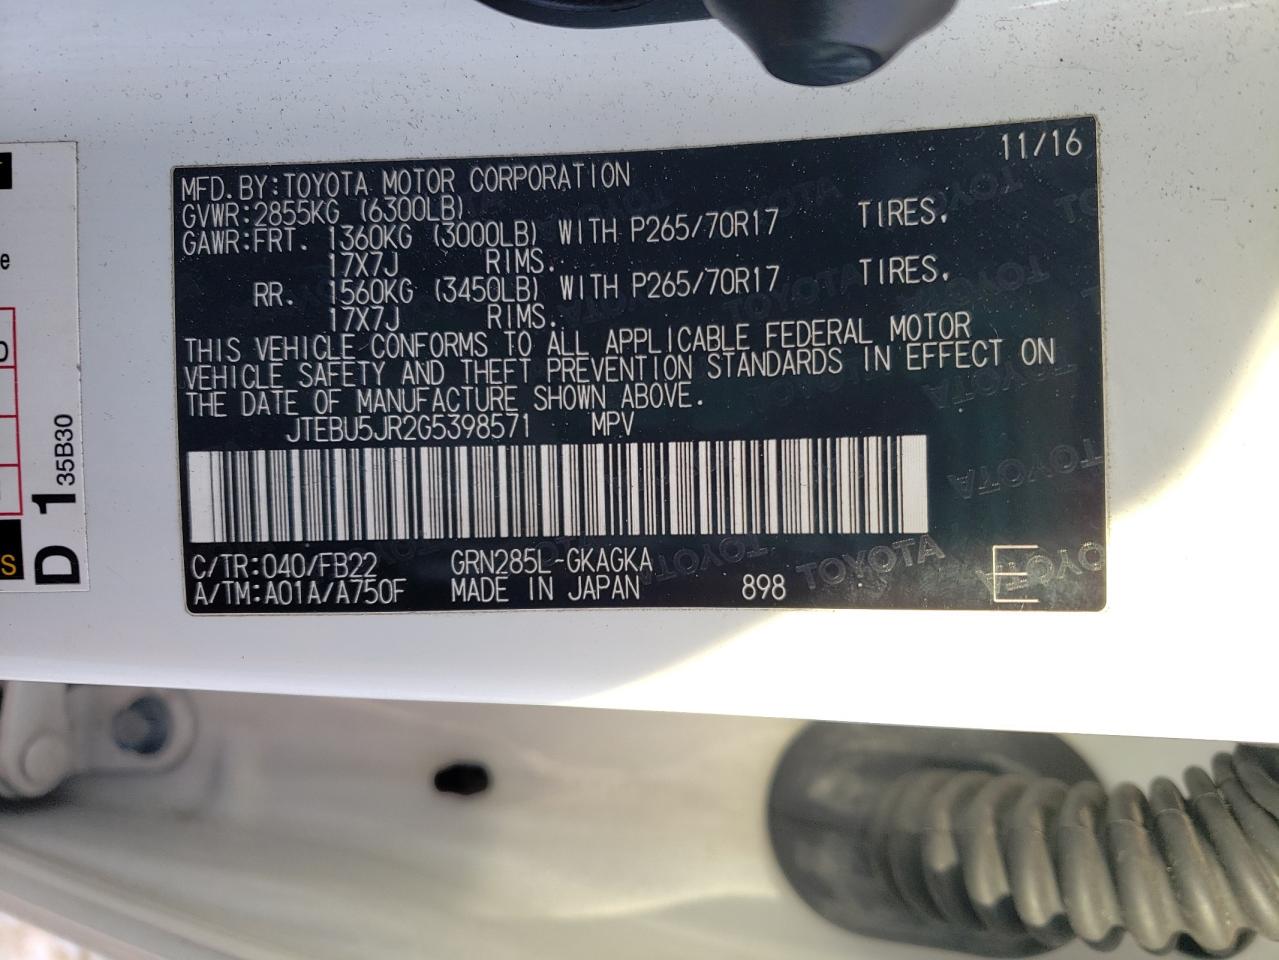 11/16
MFD.BY:TOYOTA MOTOR CORPORATION
GVWR:2855KG (6300LB)
GAWR:FRT. 1360KG (3000LB) WITH P265/70R17 TIRES.
17X7J RIMS.
RR. 1560KG (3450LB) WITH P265/70R17 TIRES.
17X7J RIMS.
THIS VEHICLE CONFORMS TO ALL APPLICABLE FEDERAL MOTOR
VEHICLE SAFETY AND THEFT PREVENTION STANDARDS IN EFFECT ON
THE DATE OF MANUFACTURE SHOWN ABOVE.
JTEBU5JR2G5398571 MPV
C/TR:040/FB22 GRN285L-GKAGKA
A/TM:A01A/A750F MADE IN JAPAN 898
D 1 35B30